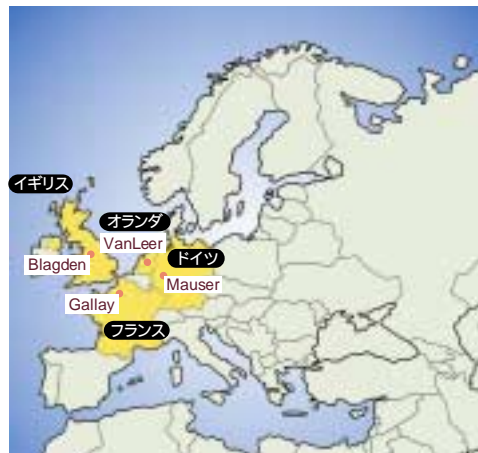 イギリス
オランダ
VanLeer
ドイツ
Blagden
Mauser
Gallay
フランス